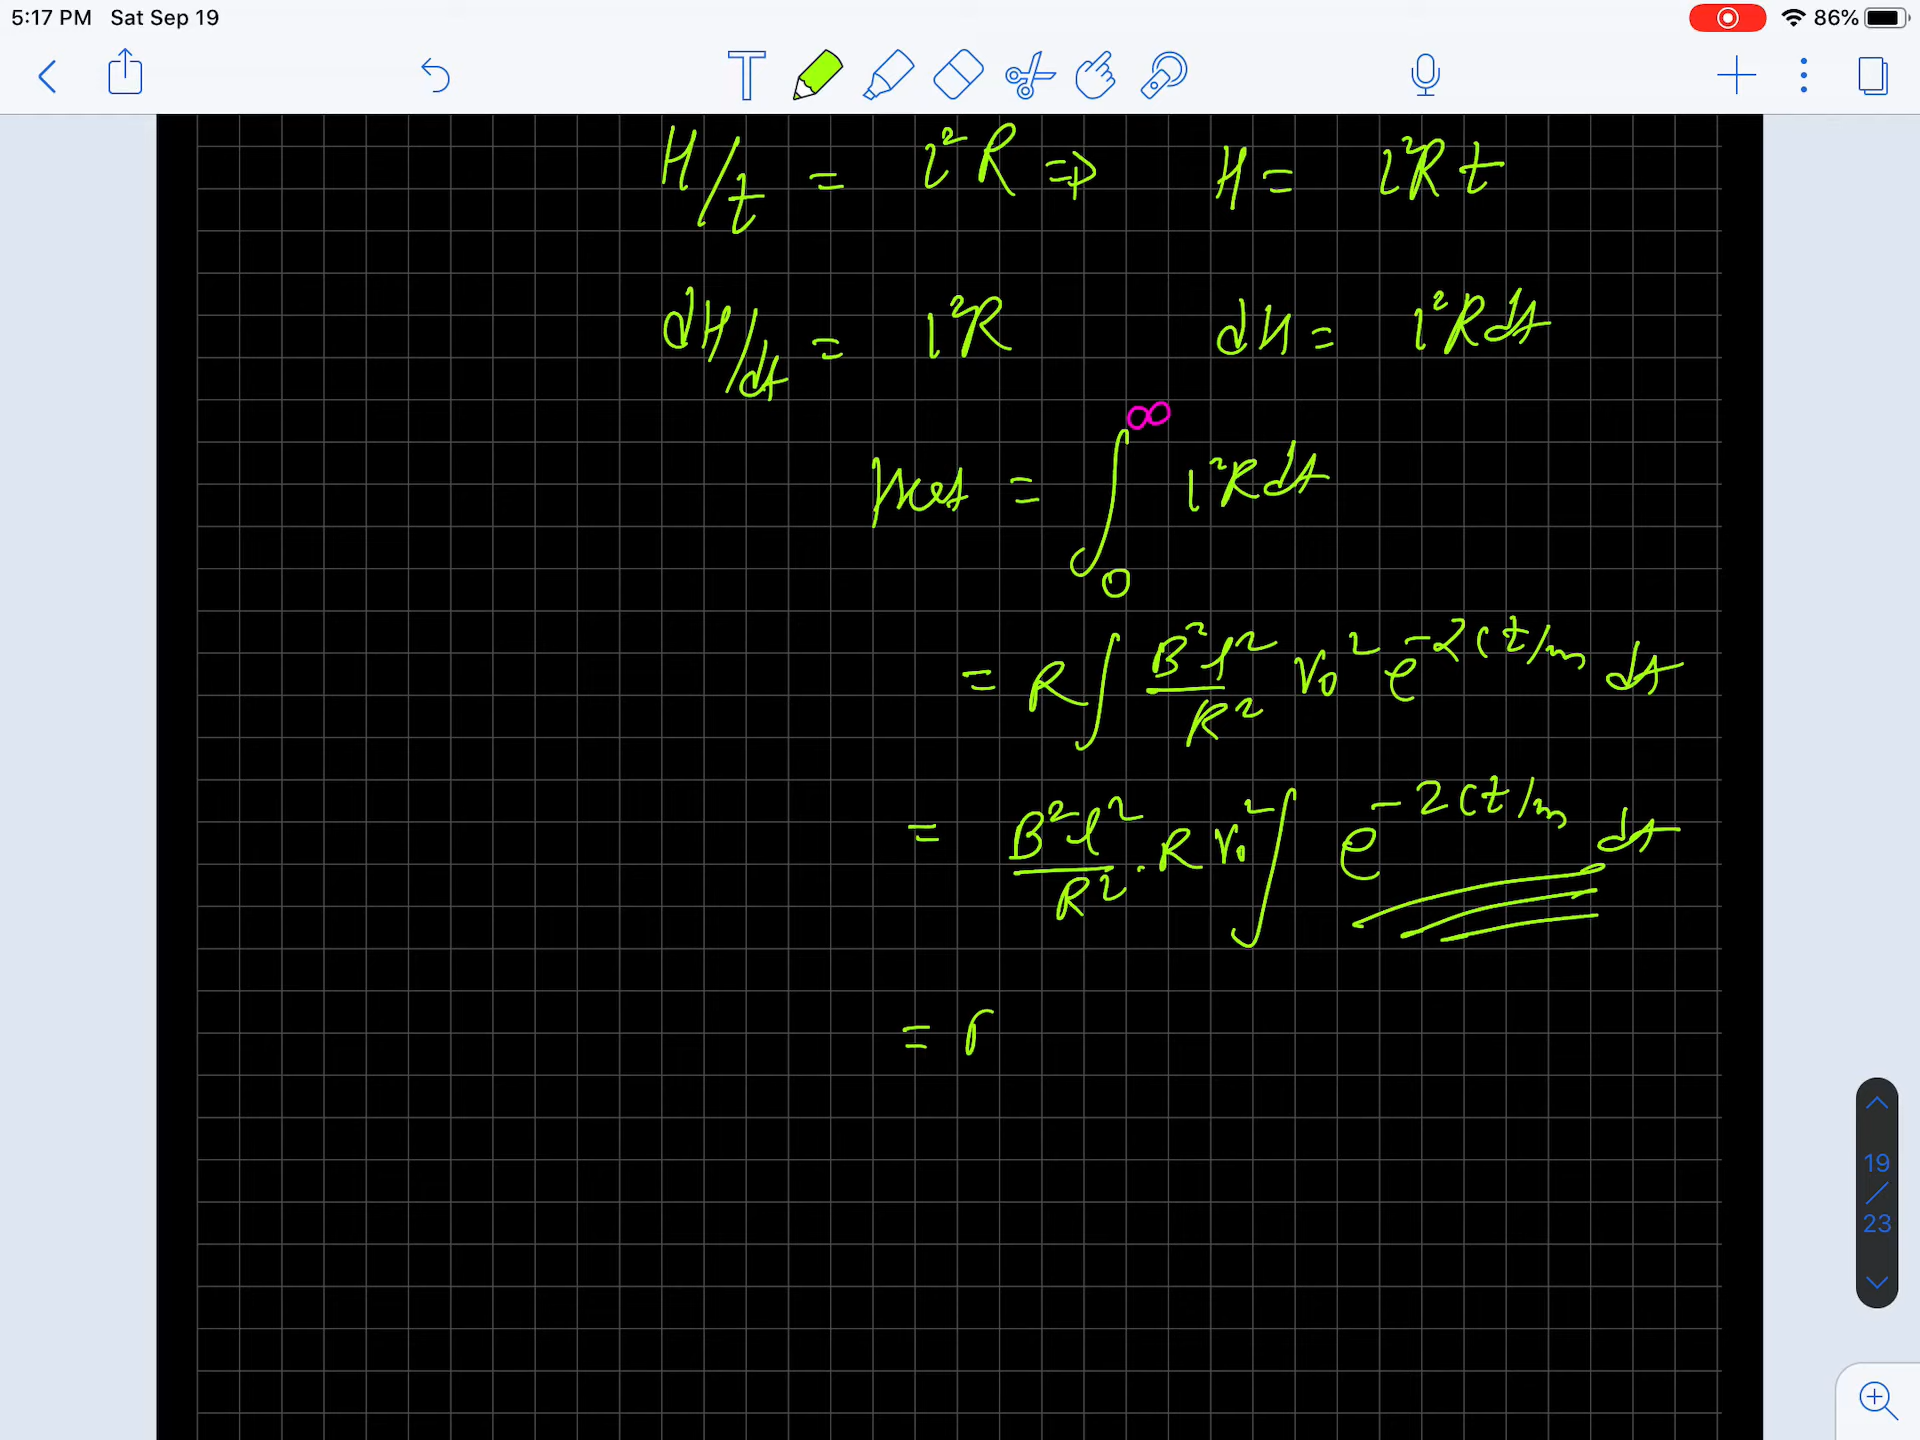 5:17 PM Sat Sep 19 86%
H/t = i²R ⇒ H = i²Rt
dH/dt = i²R dH = i²Rdt
Hnet = ∫₀^∞ i²Rdt
= R∫ B²l²/R² v₀² e^(-2Ct/m) dt
= B²l²/R² · R v₀² ∫ e^(-2Ct/m) dt
=
19
/
23